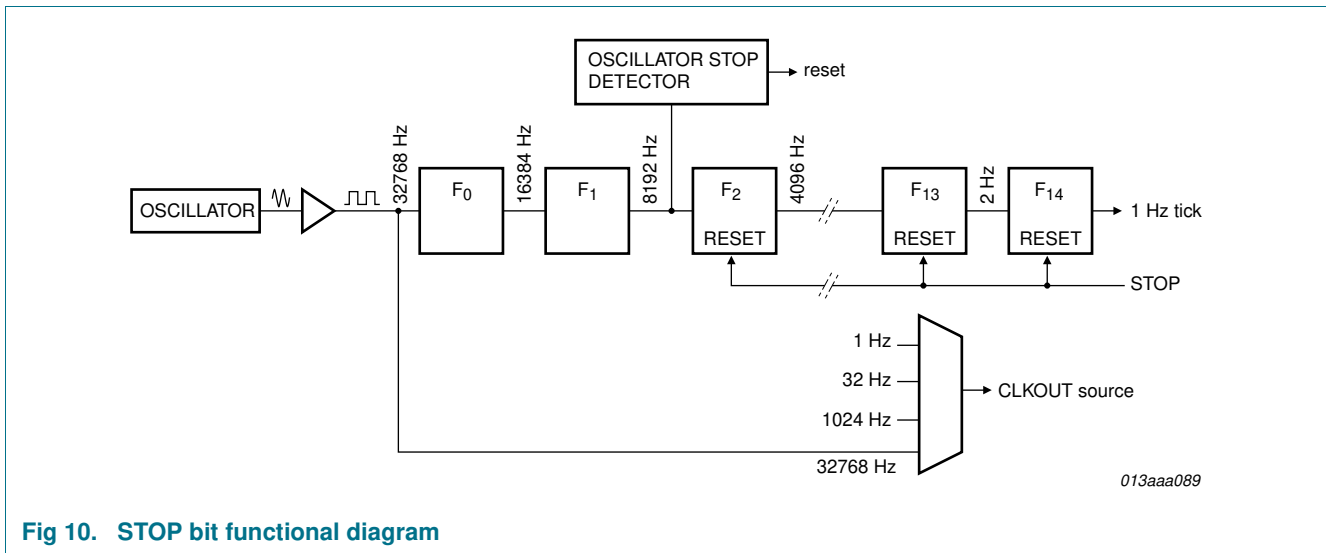 OSCILLATOR STOP
DETECTOR
reset
32768 Hz
16384 Hz
8192 Hz
4096 Hz
2 Hz
OSCILLATOR
F0
F1
F2
RESET
F13
RESET
F14
RESET
1 Hz tick
STOP
1 Hz
32 Hz
1024 Hz
32768 Hz
CLKOUT source
013aaa089
Fig 10. STOP bit functional diagram